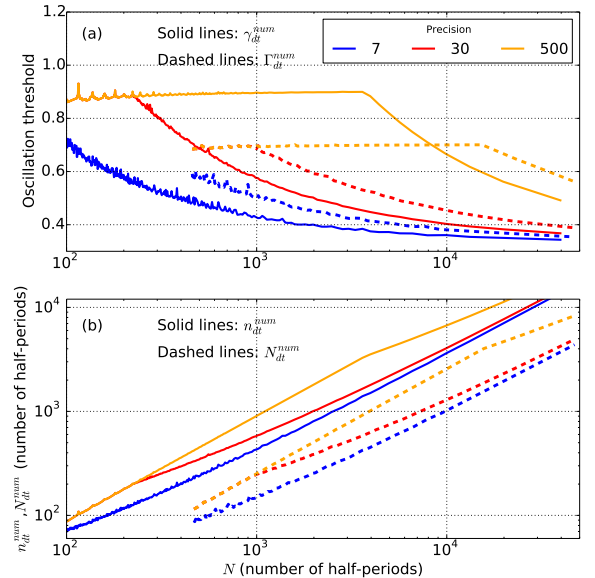 1.2
1.0
0.8
0.6
0.4
Oscillation threshold
(a)
Solid lines: γ_dt^num
Dashed lines: Γ_dt^num
Precision
7
30
500
10^2
10^3
10^4
10^4
10^3
10^2
n_dt^num, N_dt^num (number of half-periods)
(b)
Solid lines: n_dt^num
Dashed lines: N_dt^num
10^2
10^3
10^4
N (number of half-periods)